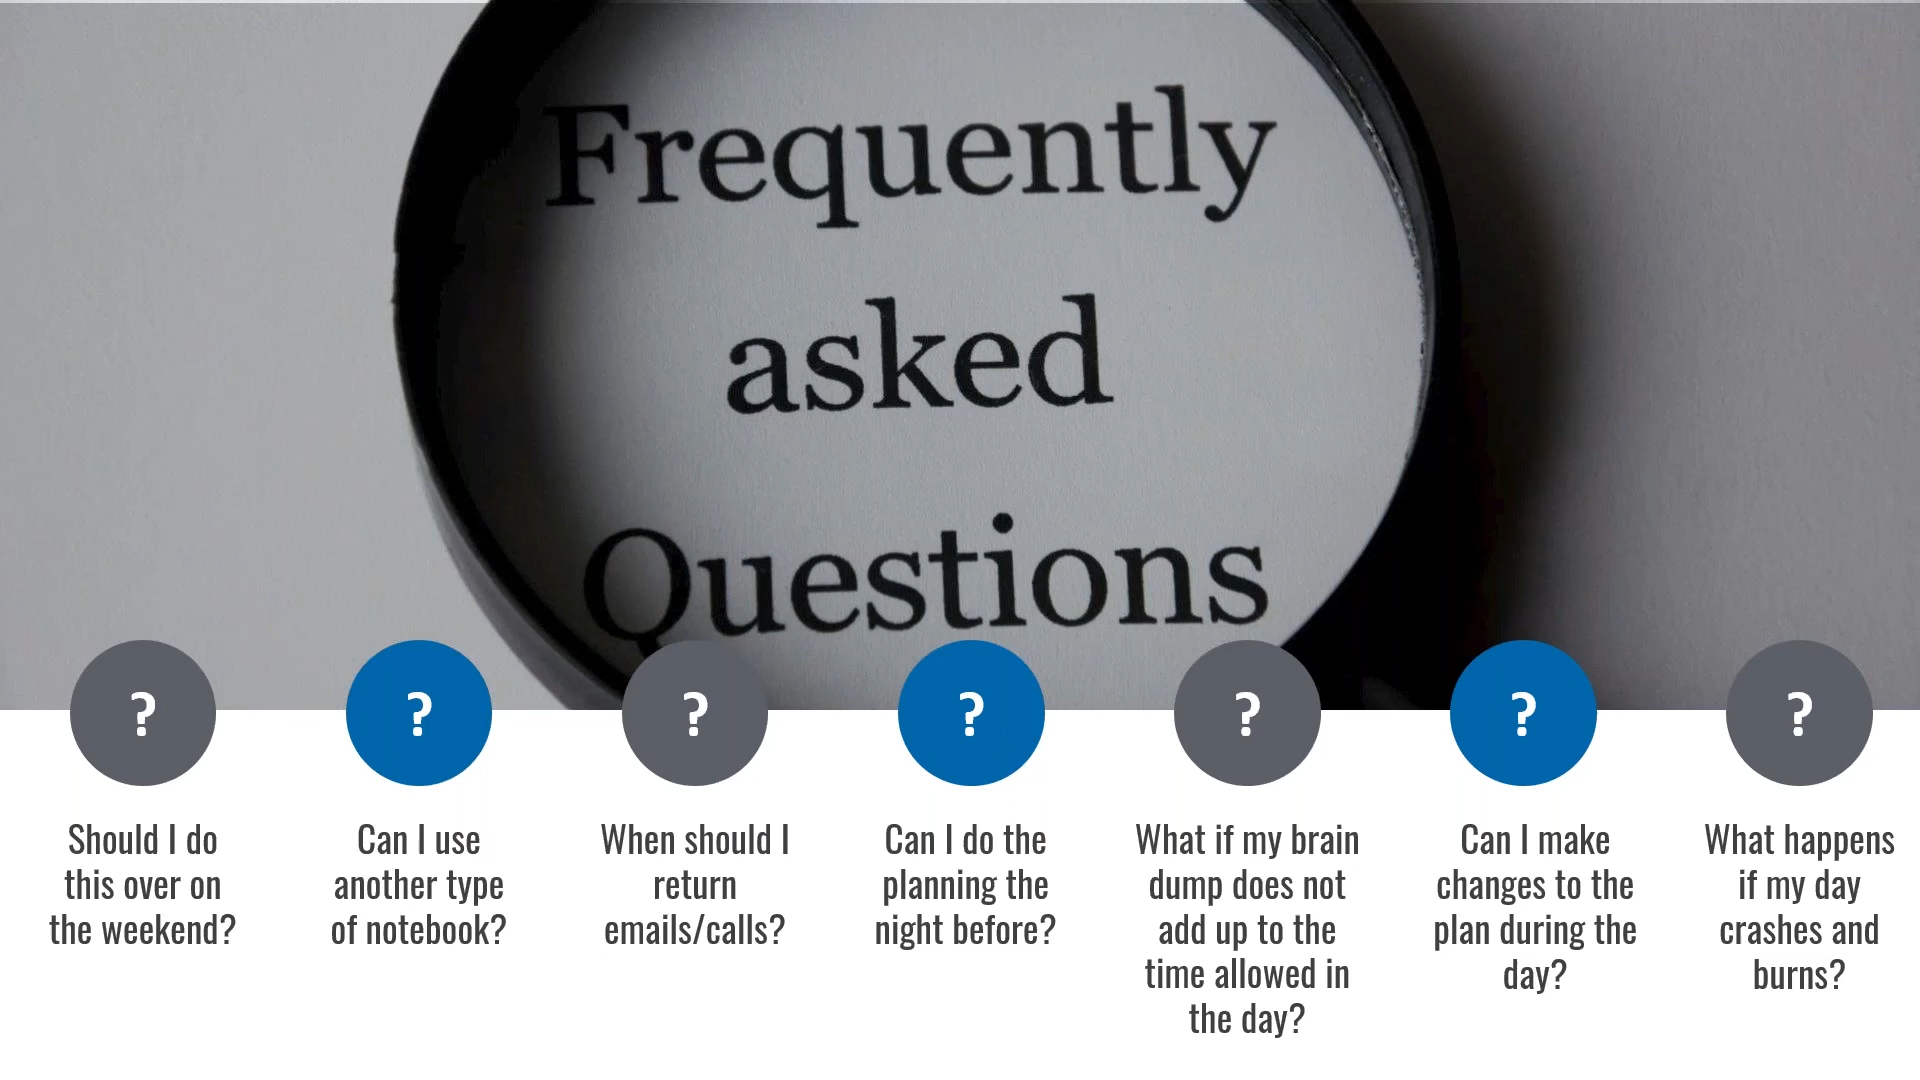 Frequently
asked
Questions
?
Should I do
this over on
the weekend?
?
Can I use
another type
of notebook?
?
When should I
return
emails/calls?
?
Can I do the
planning the
night before?
?
What if my brain
dump does not
add up to the
time allowed in
the day?
?
Can I make
changes to the
plan during the
day?
?
What happens
if my day
crashes and
burns?